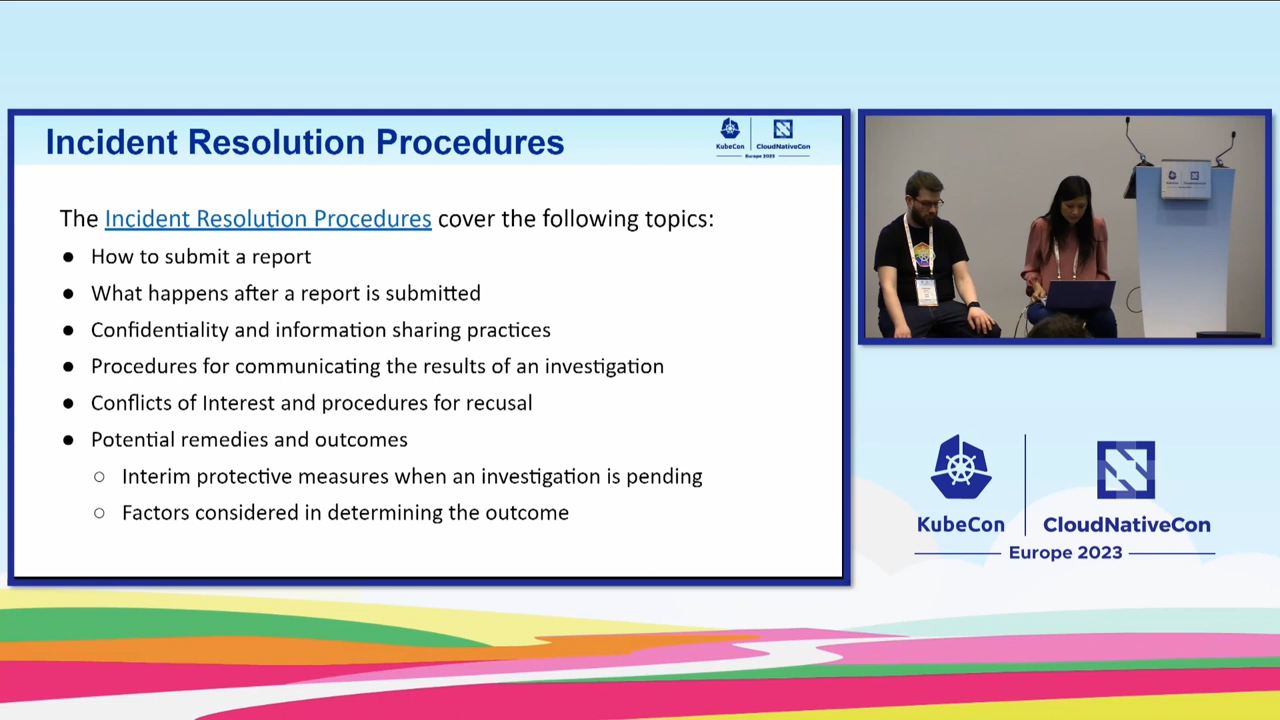 Incident Resolution Procedures
KubeCon
CloudNativeCon
Europe 2023
The Incident Resolution Procedures cover the following topics:
● How to submit a report
● What happens after a report is submitted
● Confidentiality and information sharing practices
● Procedures for communicating the results of an investigation
● Conflicts of Interest and procedures for recusal
● Potential remedies and outcomes
○ Interim protective measures when an investigation is pending
○ Factors considered in determining the outcome
KubeCon
CloudNativeCon
Europe 2023